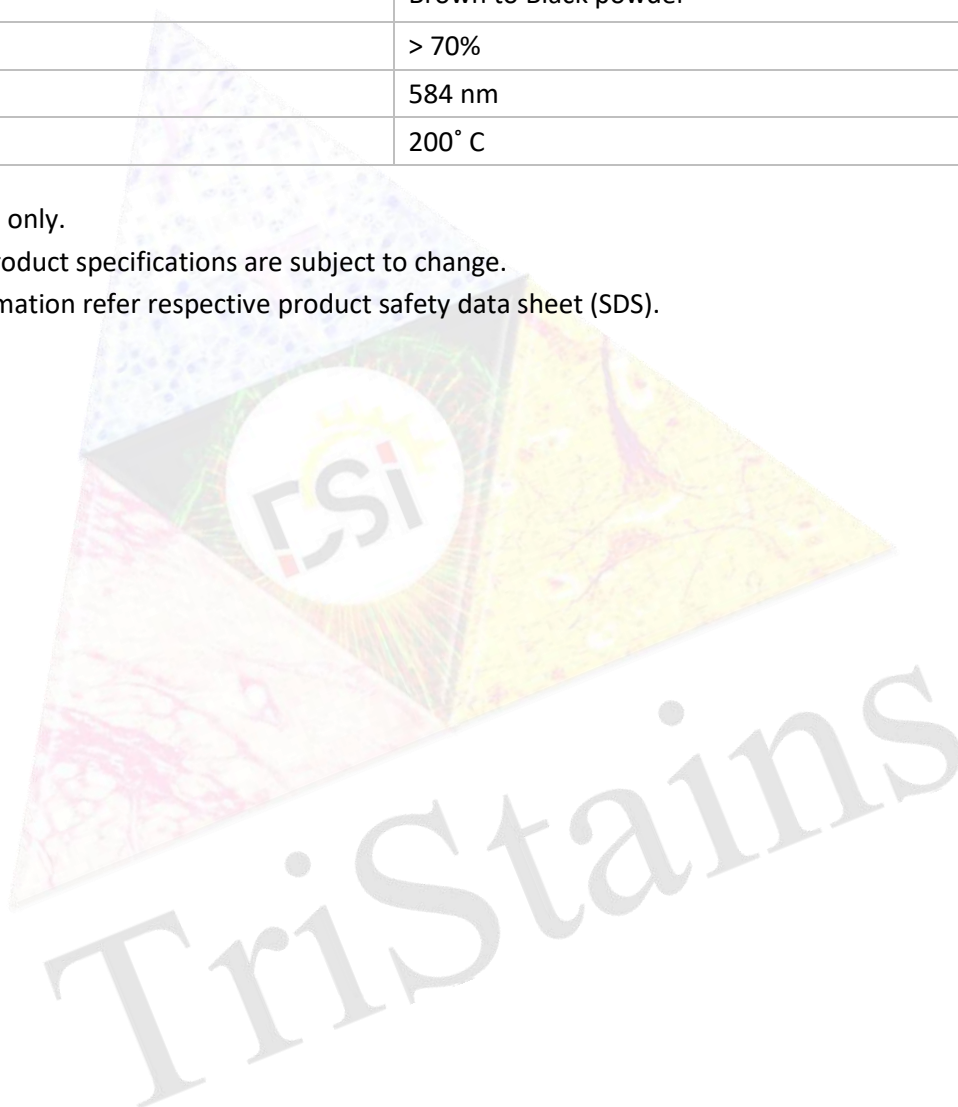 Brown to Black powder
> 70%
584 nm
200˚ C
only.
roduct specifications are subject to change.
mation refer respective product safety data sheet (SDS).
DSi
TriStains